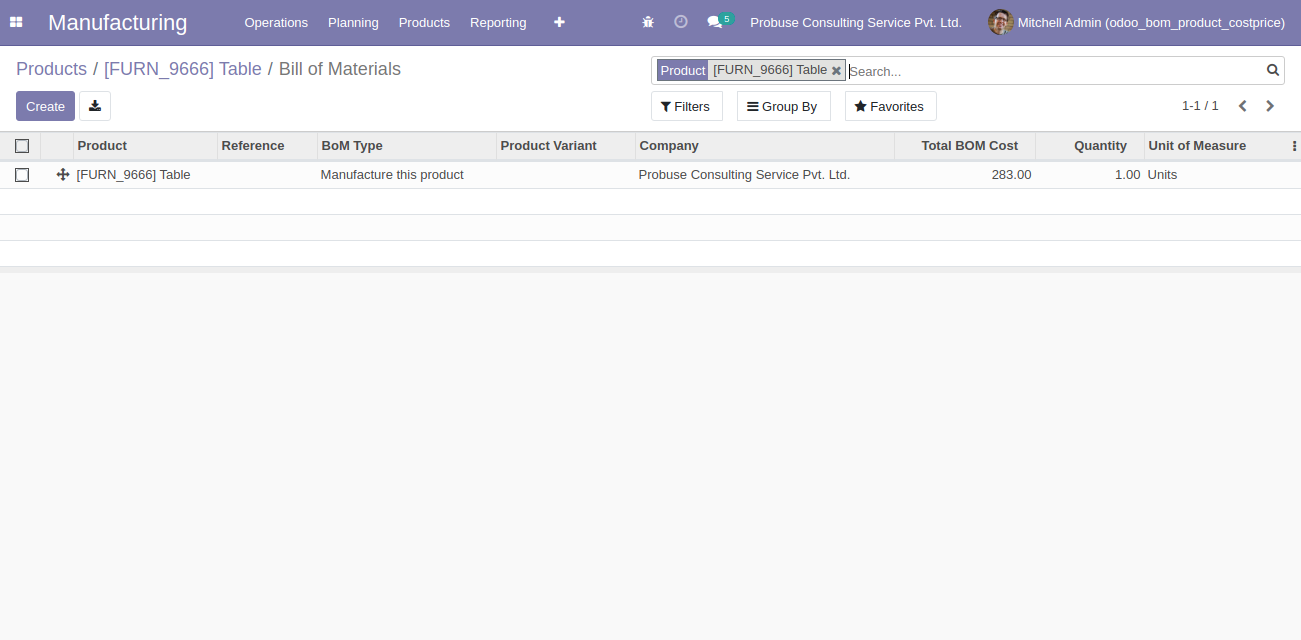 Manufacturing Operations Planning Products Reporting 5 Probuse Consulting Service Pvt. Ltd. Mitchell Admin (odoo_bom_product_costprice)
Products / [FURN_9666] Table / Bill of Materials
Product [FURN_9666] Table Search...
Create Filters Group By Favorites 1-1 / 1
Product Reference BoM Type Product Variant Company Total BOM Cost Quantity Unit of Measure
[FURN_9666] Table Manufacture this product Probuse Consulting Service Pvt. Ltd. 283.00 1.00 Units